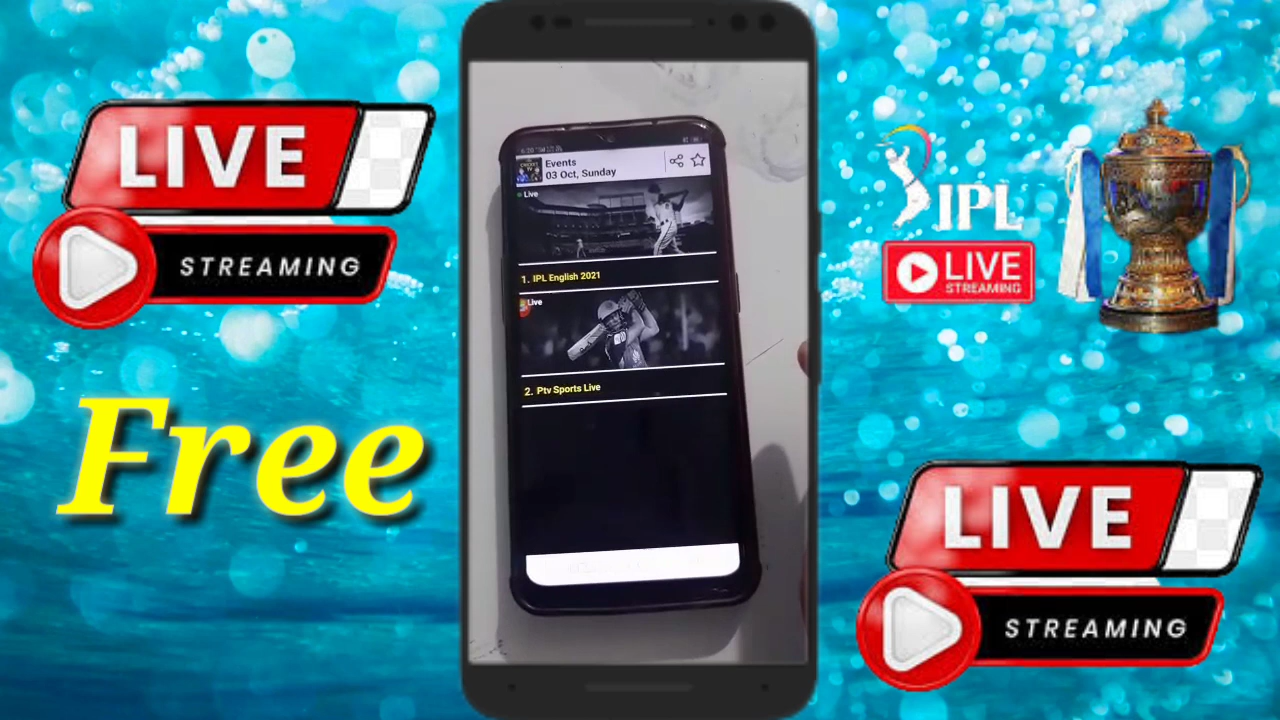 LIVE
STREAMING
Free
Events
03 Oct, Sunday
Live
1. IPL English 2021
Live
2. Ptv Sports Live
IPL
LIVE
STREAMING
LIVE
STREAMING